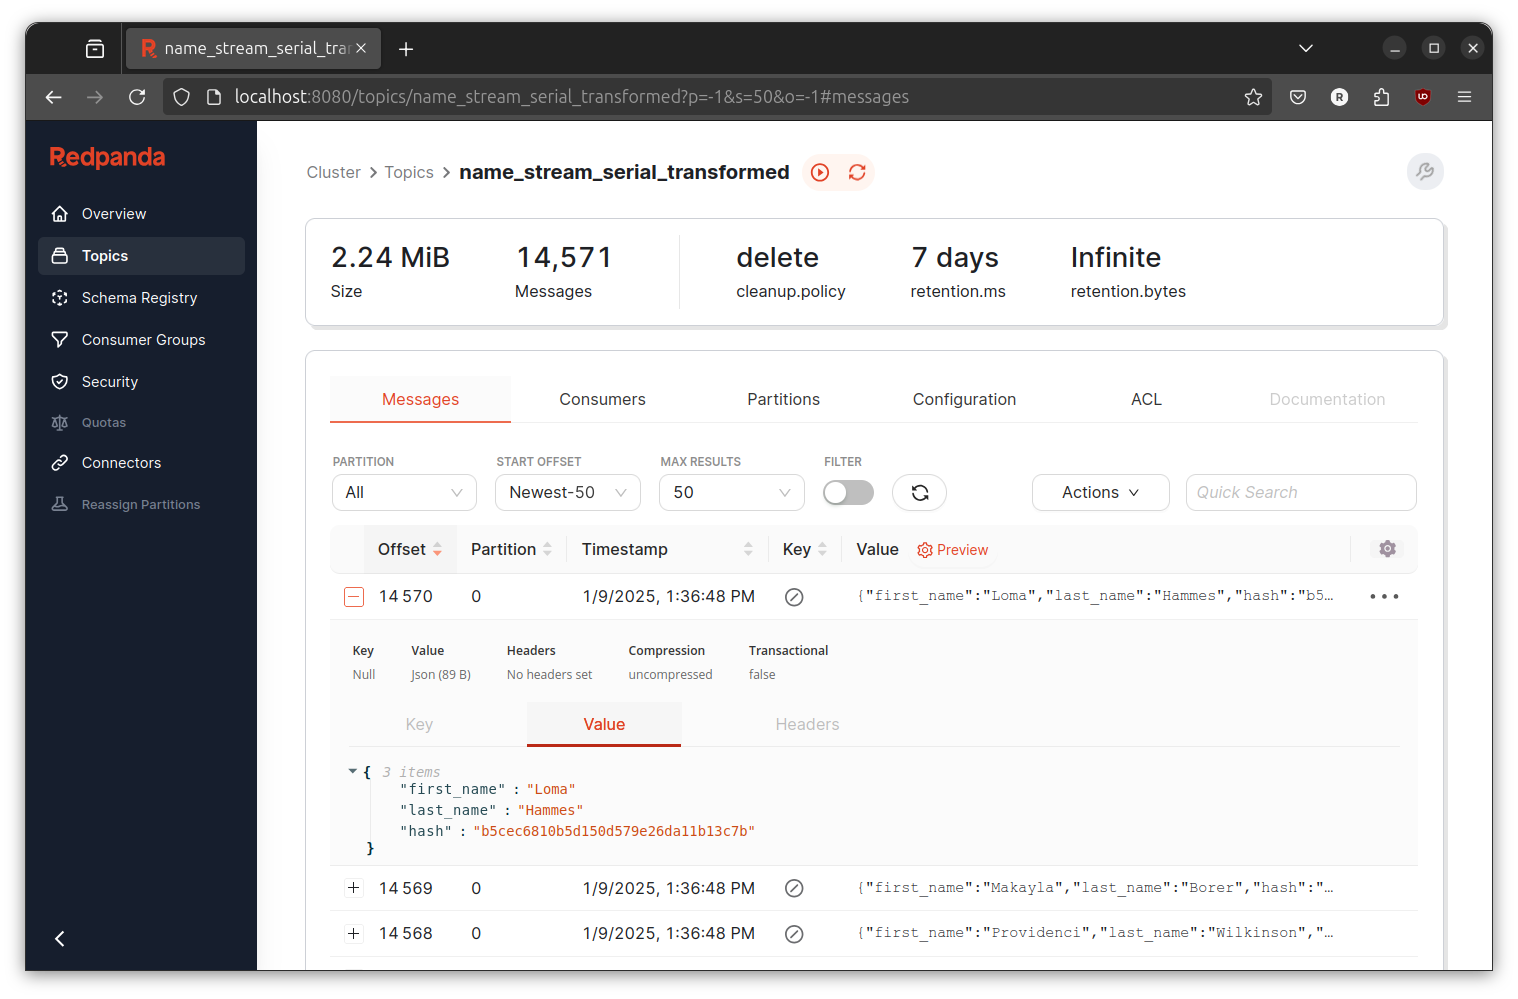 name_stream_serial_tra
localhost:8080/topics/name_stream_serial_transformed?p=-1&s=50&o=-1#messages
Redpanda
Overview
Topics
Schema Registry
Consumer Groups
Security
Quotas
Connectors
Reassign Partitions
Cluster > Topics > name_stream_serial_transformed
2.24 MiB 14,571 delete 7 days Infinite
Size Messages cleanup.policy retention.ms retention.bytes
Messages Consumers Partitions Configuration ACL Documentation
PARTITION START OFFSET MAX RESULTS FILTER
All Newest-50 50 Actions Quick Search
Offset Partition Timestamp Key Value Preview
14 570 0 1/9/2025, 1:36:48 PM {"first_name":"Loma","last_name":"Hammes","hash":"b5…
Key Value Headers Compression Transactional
Null Json (89 B) No headers set uncompressed false
Key Value Headers
{ 3 items
"first_name" : "Loma"
"last_name" : "Hammes"
"hash" : "b5cec6810b5d150d579e26da11b13c7b"
}
14 569 0 1/9/2025, 1:36:48 PM {"first_name":"Makayla","last_name":"Borer","hash":"…
14 568 0 1/9/2025, 1:36:48 PM {"first_name":"Providenci","last_name":"Wilkinson","…